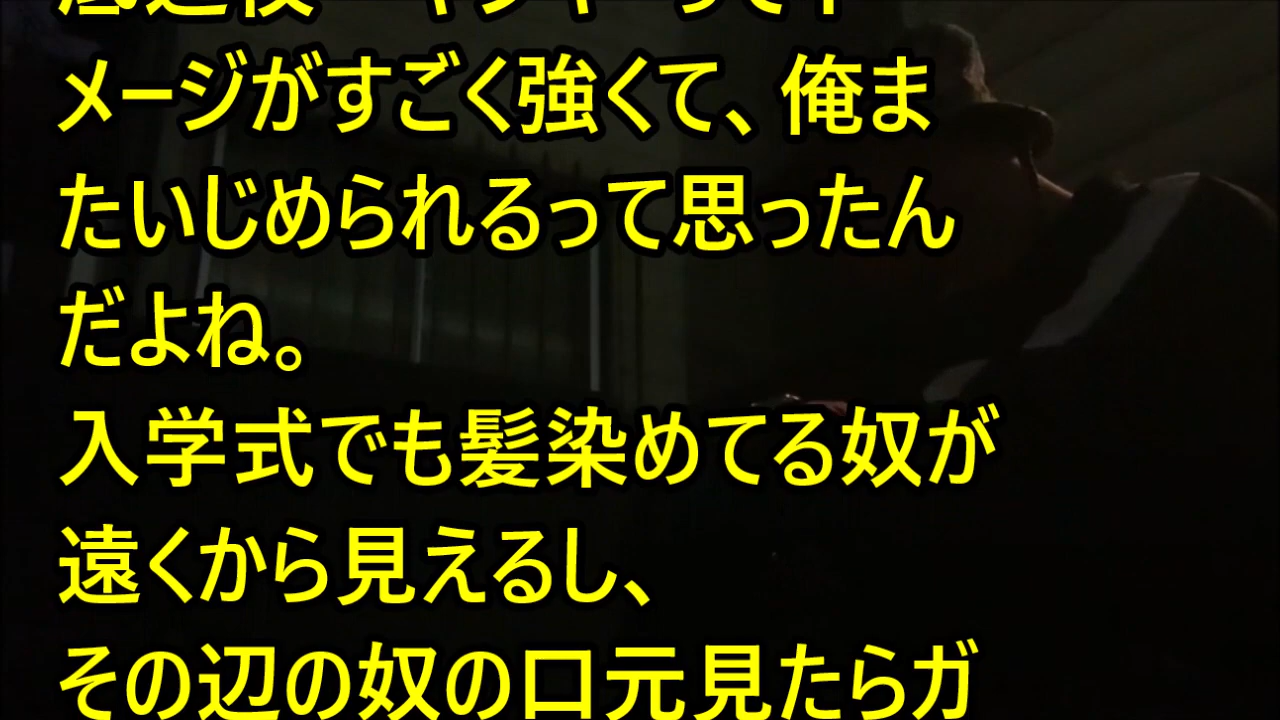 メージがすごく強くて、俺ま
たいじめられるって思ったん
だよね。
入学式でも髪染めてる奴が
遠くから見えるし、
その辺の奴の口元見たらガ